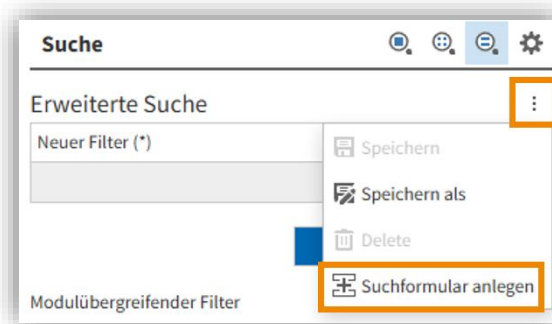 Suche
Erweiterte Suche
Neuer Filter (*)
Speichern
Speichern als
Delete
Suchformular anlegen
Modulübergreifender Filter